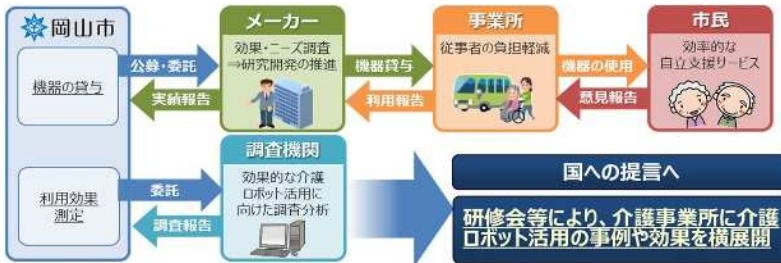 岡山市
機器の貸与
公募・委託
実績報告
メーカー
効果・ニーズ調査
⇒研究開発の推進
機器貸与
利用報告
事業所
従事者の負担軽減
機器の使用
意見報告
市民
効率的な
自立支援サービス
利用効果
測定
委託
調査報告
調査機関
効果的な介護
ロボット活用に
向けた調査分析
国への提言へ
研修会等により、介護事業所に介護
ロボット活用の事例や効果を横展開